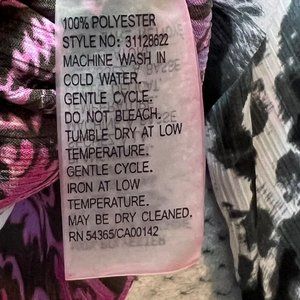 100% POLYESTER
STYLE NO: 31128622
MACHINE WASH IN
COLD WATER.
GENTLE CYCLE.
DO NOT BLEACH.
TUMBLE DRY AT LOW
TEMPERATURE.
GENTLE CYCLE.
IRON AT LOW
TEMPERATURE.
MAY BE DRY CLEANED.
RN 54365/CA00142